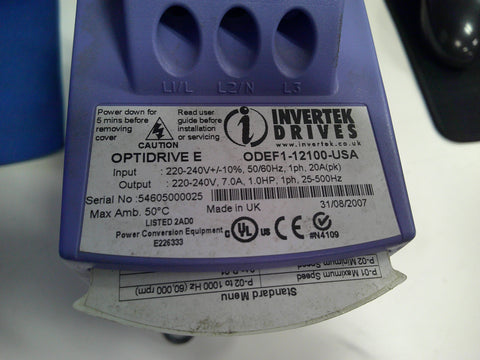 L1/L L2/N L3
Power down for
5 mins before
removing
cover
CAUTION
Read user
guide before
installation
or servicing
INVERTEK
DRIVES
www.invertek.co.uk
OPTIDRIVE E ODEF1-12100-USA
Input : 220-240V+/-10%, 50/60Hz, 1ph, 20A(pk)
Output : 220-240V, 7.0A, 1.0HP, 1ph, 25-500Hz
Serial No : 54605000025
Max Amb. 50°C
Made in UK 31/08/2007
LISTED 2AD0
Power Conversion Equipment
E226333
C UL US CE #N4109
Standard Menu
P-01 Maximum Speed
P-02 Minimum Speed
P-02 to 1000 Hz (60,000 rpm)